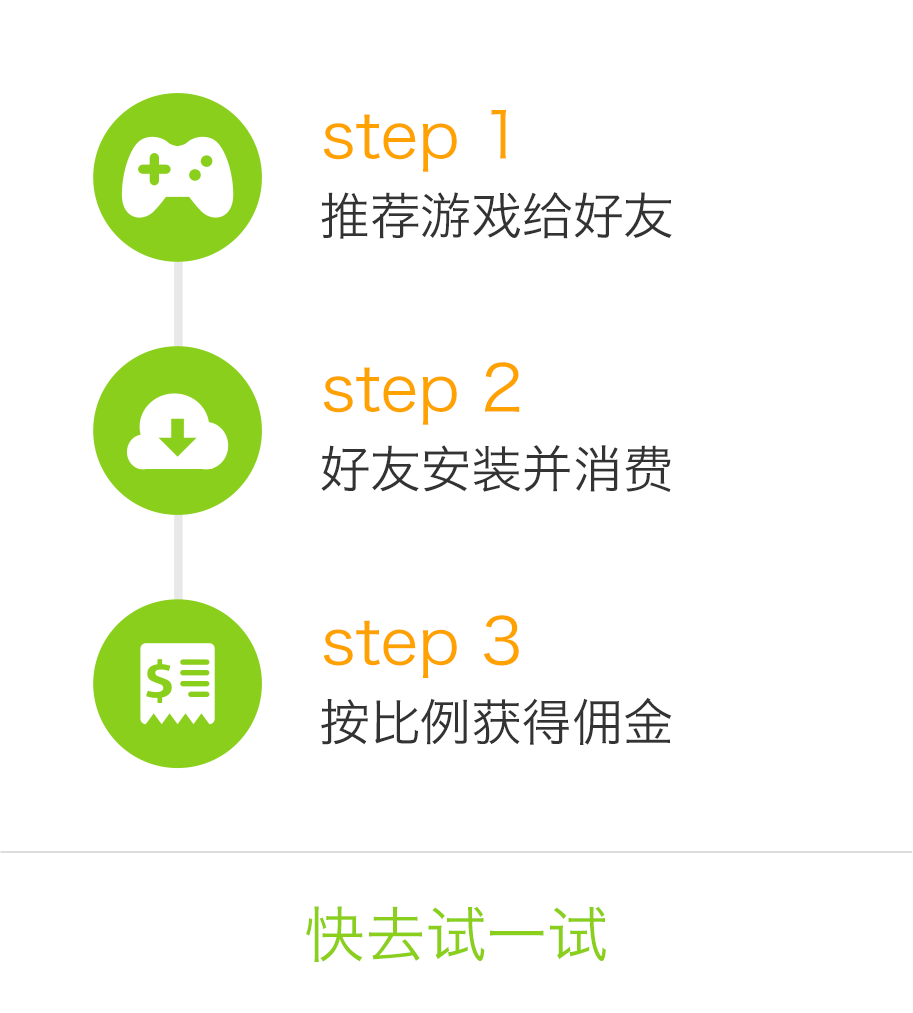 step 1
推荐游戏给好友
step 2
好友安装并消费
$
step 3
按比例获得佣金
快去试一试